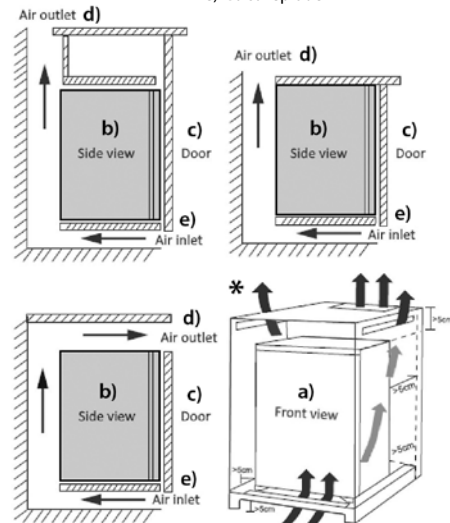 Air outlet d)
b)
Side view
c)
Door
e)
Air inlet
Air outlet d)
b)
Side view
c)
Door
e)
Air inlet
d)
Air outlet
b)
Side view
c)
Door
e)
Air inlet
*
>5cm
a)
Front view
>5cm
>5cm
>5cm
>5cm